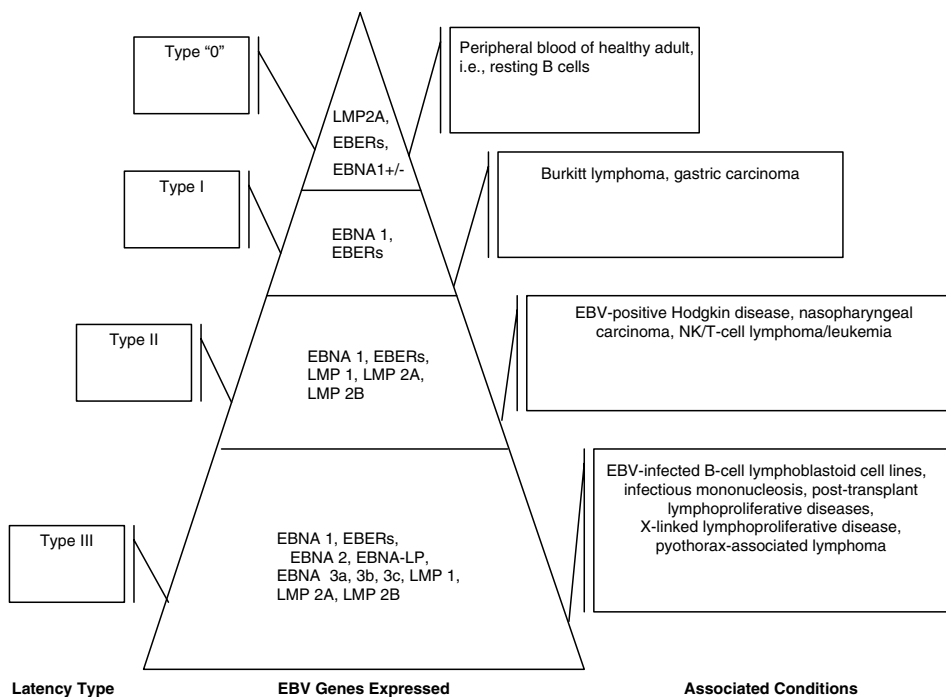 Type “0”
LMP2A,
EBERs,
EBNA1+/-
Peripheral blood of healthy adult,
i.e., resting B cells
Type I
EBNA 1,
EBERs
Burkitt lymphoma, gastric carcinoma
Type II
EBNA 1, EBERs,
LMP 1, LMP 2A,
LMP 2B
EBV-positive Hodgkin disease, nasopharyngeal
carcinoma, NK/T-cell lymphoma/leukemia
Type III
EBNA 1, EBERs,
EBNA 2, EBNA-LP,
EBNA 3a, 3b, 3c, LMP 1,
LMP 2A, LMP 2B
EBV-infected B-cell lymphoblastoid cell lines,
infectious mononucleosis, post-transplant
lymphoproliferative diseases,
X-linked lymphoproliferative disease,
pyothorax-associated lymphoma
Latency Type
EBV Genes Expressed
Associated Conditions